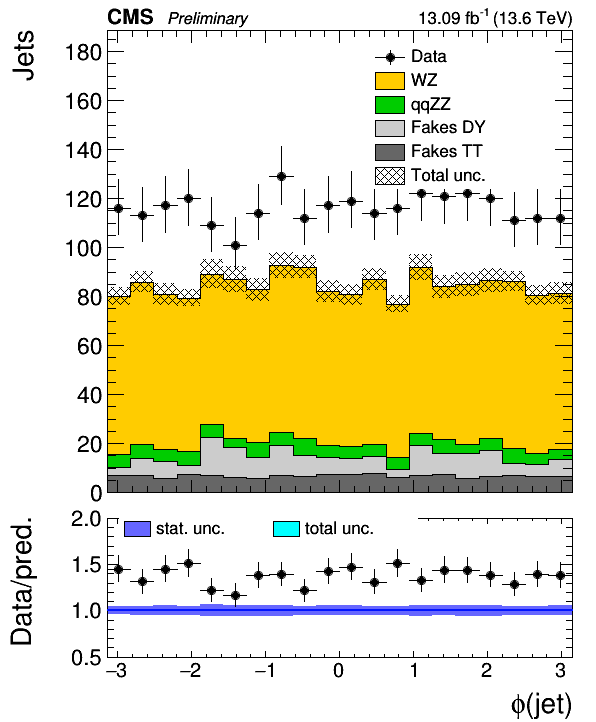 CMS Preliminary 13.09 fb⁻¹ (13.6 TeV)
Jets
180
160
140
120
100
80
60
40
20
0
Data
WZ
qqZZ
Fakes DY
Fakes TT
Total unc.
Data/pred.
2.0
1.5
1.0
0.5
stat. unc. total unc.
−3 −2 −1 0 1 2 3
ϕ(jet)